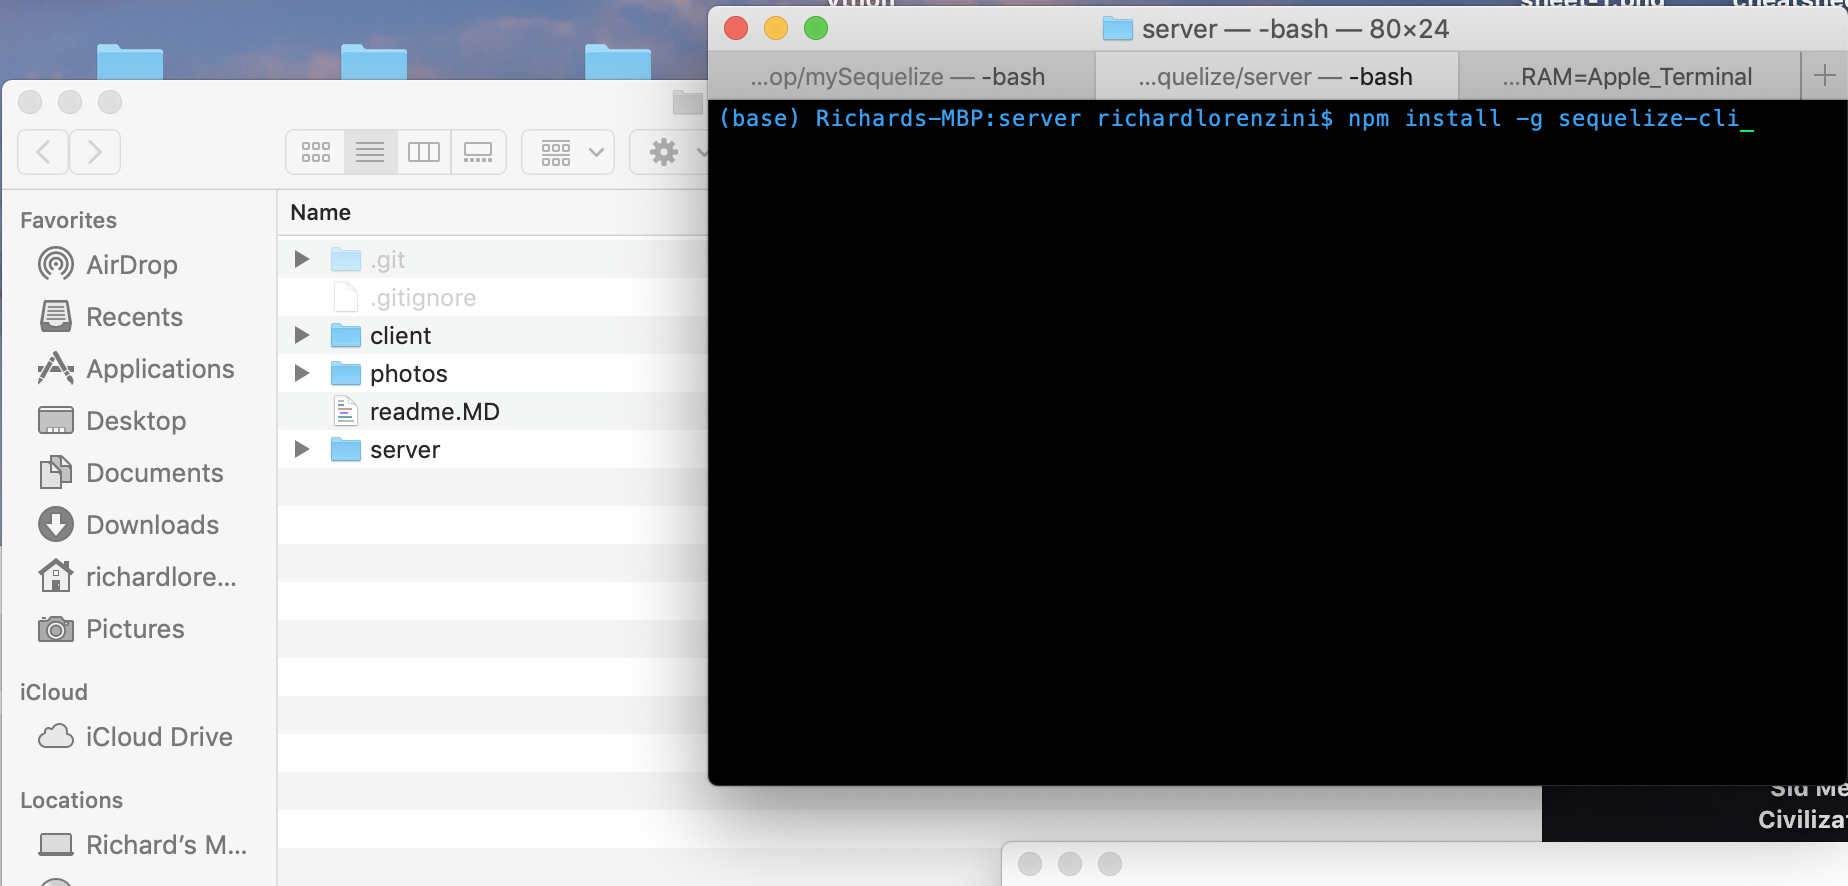 server — -bash — 80×24
...op/mySequelize — -bash
...quelize/server — -bash
...RAM=Apple_Terminal
(base) Richards-MBP:server richardlorenzini$ npm install -g sequelize-cli
Favorites
AirDrop
Recents
Applications
Desktop
Documents
Downloads
richardlore...
Pictures
iCloud
iCloud Drive
Locations
Richard's M...
Name
.git
.gitignore
client
photos
readme.MD
server
Sid Me
Civiliza